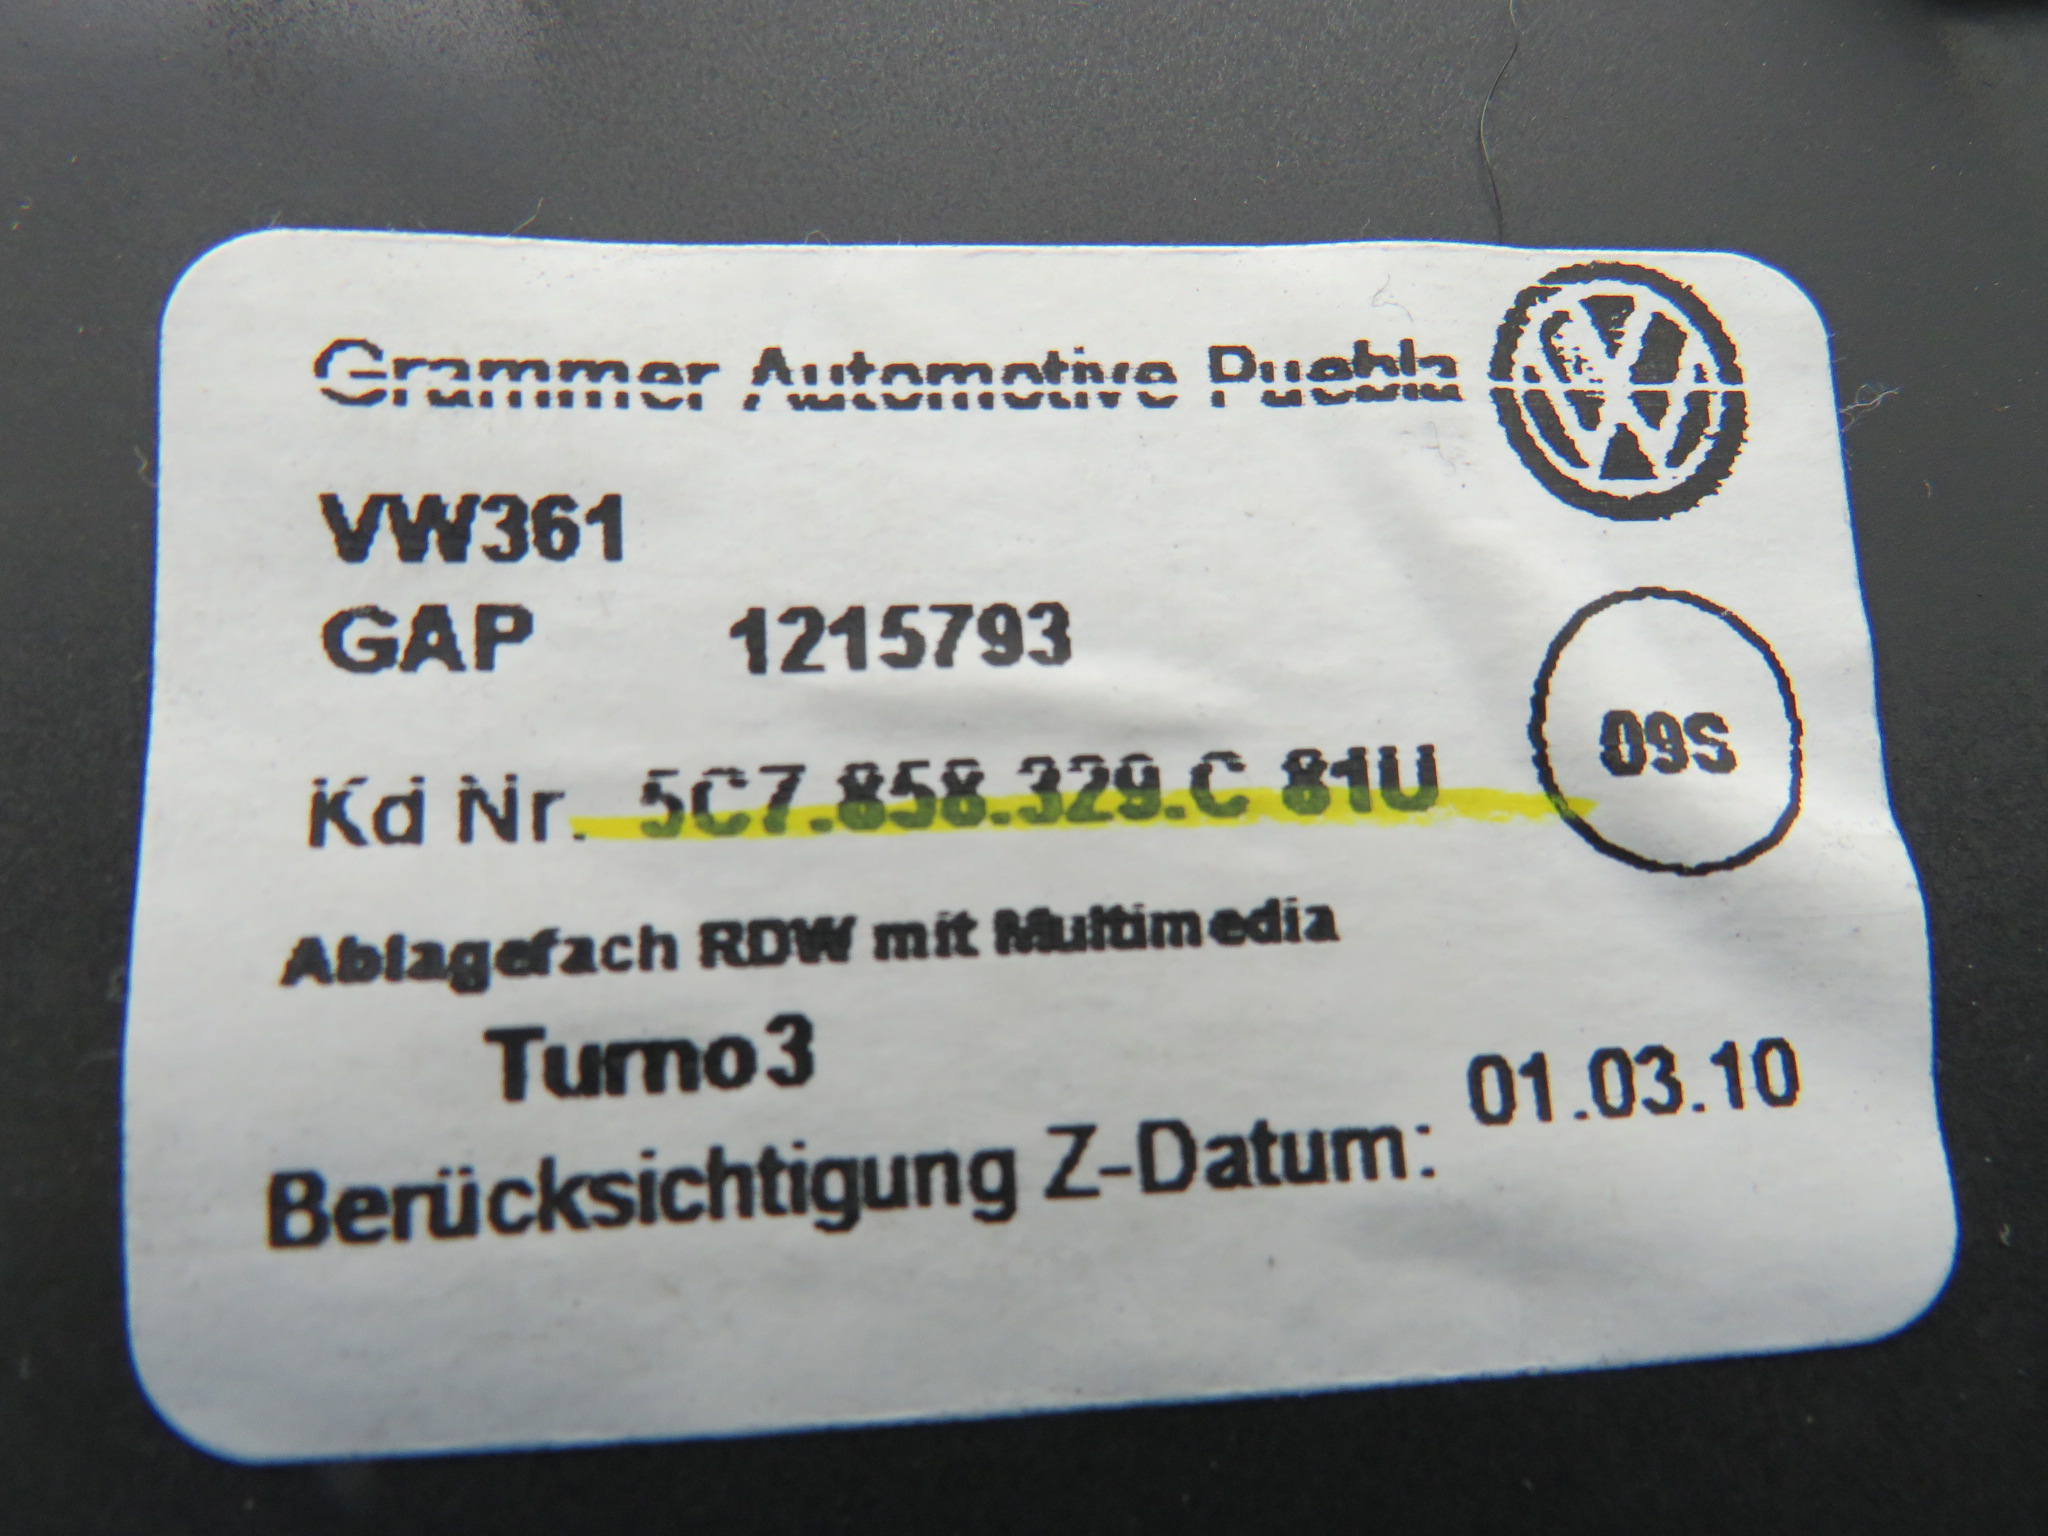 Grammer Automotive Puebla
VW361
GAP 1215793
09S
Kd Nr. 5C7.858.329.C 81U
Ablagefach RDW mit Multimedia
Turno3
01.03.10
Berücksichtigung Z-Datum: